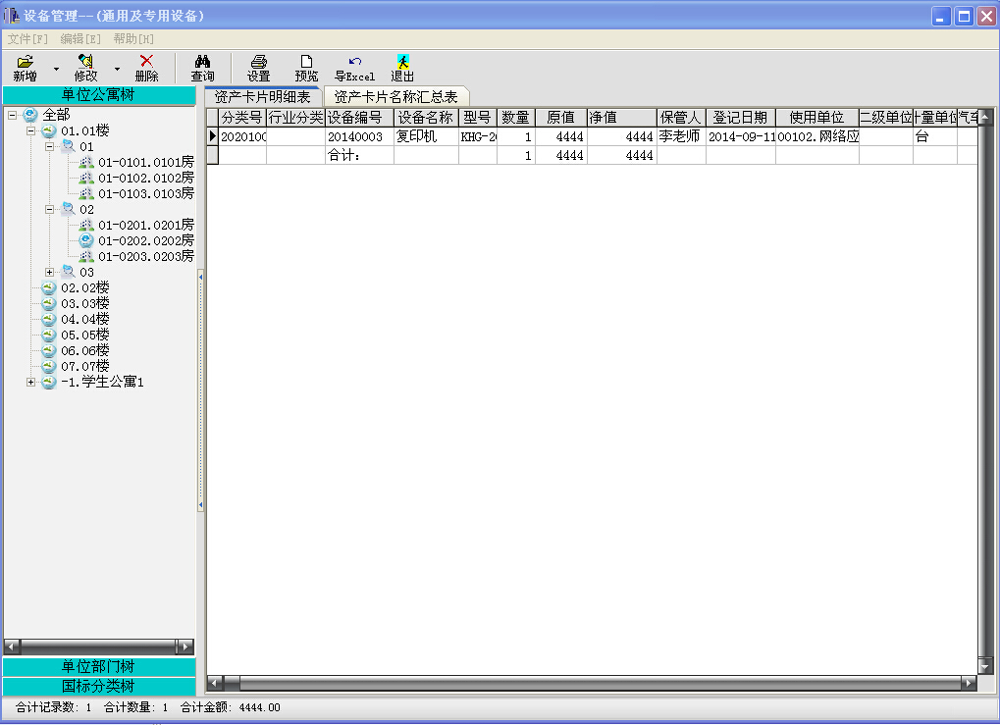 设备管理--(通用及专用设备)
文件[F] 编辑[E] 帮助[H]
新增 修改 删除 查询 设置 预览 导Excel 退出
单位公寓树
全部
01.01楼
01
01-0101.0101房
01-0102.0102房
01-0103.0103房
02
01-0201.0201房
01-0202.0202房
01-0203.0203房
03
02.02楼
03.03楼
04.04楼
05.05楼
06.06楼
07.07楼
-1.学生公寓1
单位部门树
国标分类树
资产卡片明细表 资产卡片名称汇总表
分类号 行业分类 设备编号 设备名称 型号 数量 原值 净值 保管人 登记日期 使用单位 二级单位 量单位 汽车
202010 20140003 复印机 KHG-20 1 4444 4444 李老师 2014-09-11 00102.网络应 台
合计: 1 4444 4444
合计记录数: 1 合计数量: 1 合计金额: 4444.00